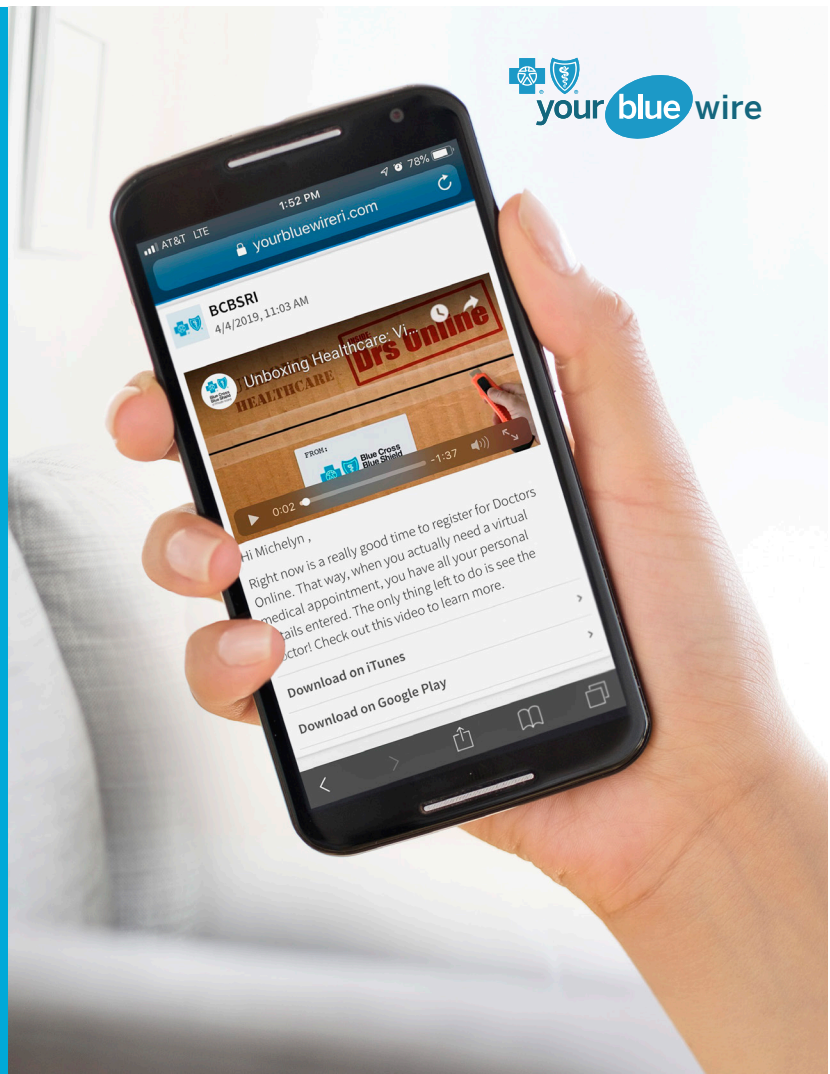 your blue wire
AT&T LTE
1:52 PM
78%
yourbluewireri.com
BCBSRI
4/4/2019, 11:03 AM
Unboxing Healthcare: Vi...
Drs Online
HEALTHCARE
FROM:
Blue Cross
Blue Shield
0:02
-1:37
Hi Michelyn ,
Right now is a really good time to register for Doctors
Online. That way, when you actually need a virtual
medical appointment, you have all your personal
tails entered. The only thing left to do is see the
octor! Check out this video to learn more.
Download on iTunes
Download on Google Play